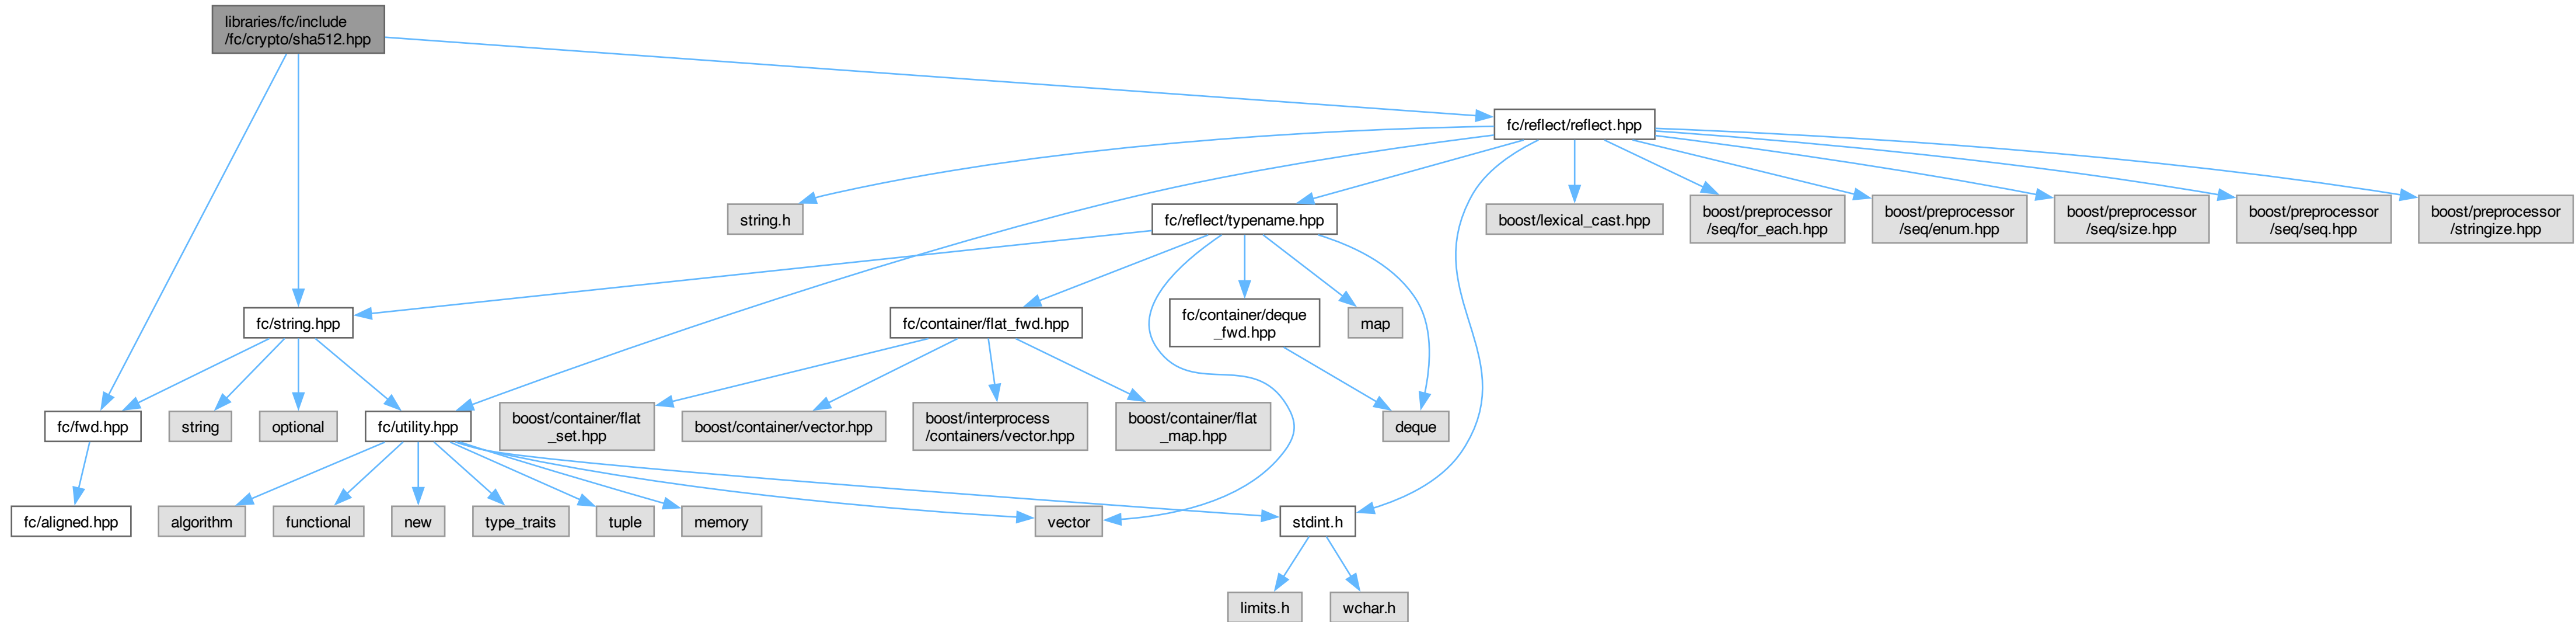 libraries/fc/include
/fc/crypto/sha512.hpp
fc/reflect/reflect.hpp
string.h
fc/reflect/typename.hpp
boost/lexical_cast.hpp
boost/preprocessor
/seq/for_each.hpp
boost/preprocessor
/seq/enum.hpp
boost/preprocessor
/seq/size.hpp
boost/preprocessor
/seq/seq.hpp
boost/preprocessor
/stringize.hpp
fc/string.hpp
fc/container/flat_fwd.hpp
fc/container/deque
_fwd.hpp
map
fc/fwd.hpp
string
optional
fc/utility.hpp
boost/container/flat
_set.hpp
boost/container/vector.hpp
boost/interprocess
/containers/vector.hpp
boost/container/flat
_map.hpp
deque
fc/aligned.hpp
algorithm
functional
new
type_traits
tuple
memory
vector
stdint.h
limits.h
wchar.h